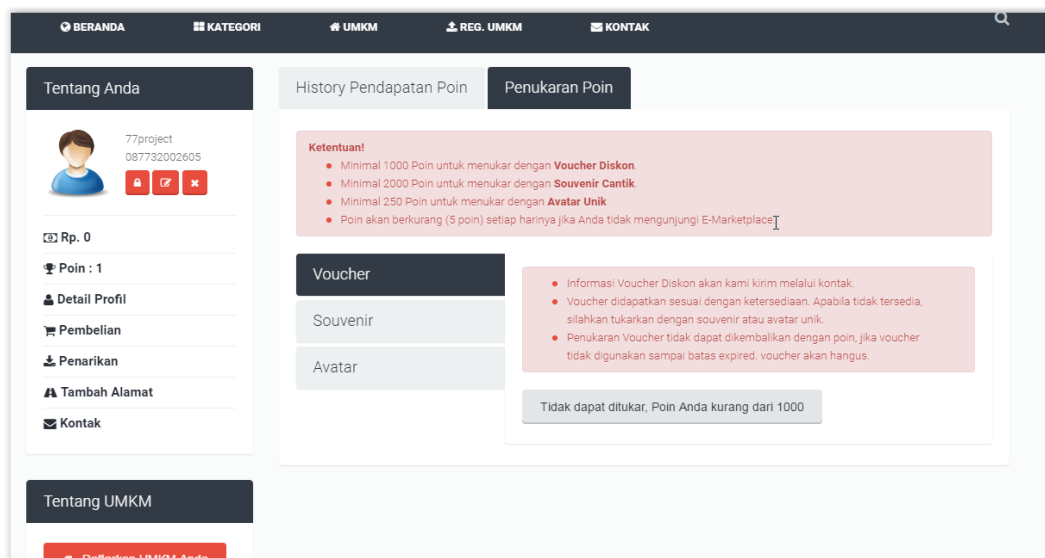 BERANDA KATEGORI UMKM REG. UMKM KONTAK
Tentang Anda
77project
087732002605
Rp. 0
Poin : 1
Detail Profil
Pembelian
Penarikan
Tambah Alamat
Kontak
Tentang UMKM
Daftarkan UMKM Anda
History Pendapatan Poin Penukaran Poin
Ketentuan!
Minimal 1000 Poin untuk menukar dengan Voucher Diskon.
Minimal 2000 Poin untuk menukar dengan Souvenir Cantik.
Minimal 250 Poin untuk menukar dengan Avatar Unik
Poin akan berkurang (5 poin) setiap harinya jika Anda tidak mengunjungi E-Marketplace
Voucher
Souvenir
Avatar
Informasi Voucher Diskon akan kami kirim melalui kontak.
Voucher didapatkan sesuai dengan ketersediaan. Apabila tidak tersedia,
silahkan tukarkan dengan souvenir atau avatar unik.
Penukaran Voucher tidak dapat dikembalikan dengan poin, jika voucher
tidak digunakan sampai batas expired. voucher akan hangus.
Tidak dapat ditukar, Poin Anda kurang dari 1000